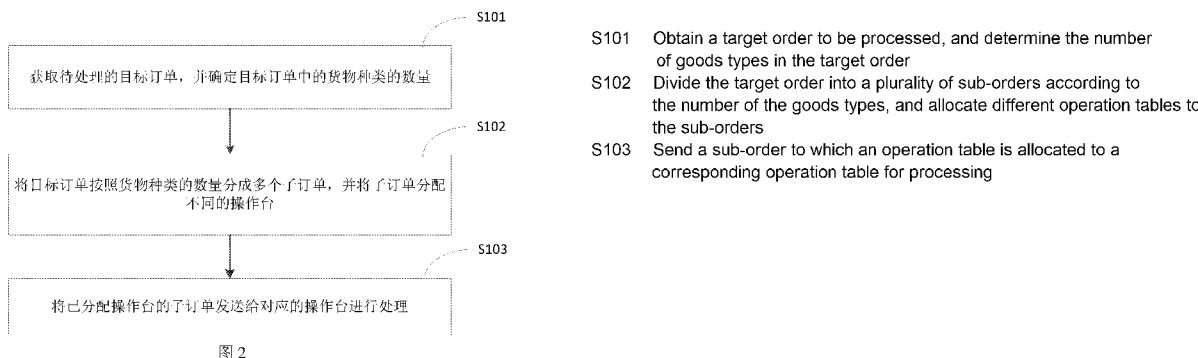 S101
获取待处理的目标订单，并确定目标订单中的货物种类的数量
S102
将目标订单按照货物种类的数量分成多个子订单，并将子订单分配
不同的操作台
S103
将已分配操作台的子订单发送给对应的操作台进行处理
图 2
S101 Obtain a target order to be processed, and determine the number
of goods types in the target order
S102 Divide the target order into a plurality of sub-orders according to
the number of the goods types, and allocate different operation tables to
the sub-orders
S103 Send a sub-order to which an operation table is allocated to a
corresponding operation table for processing